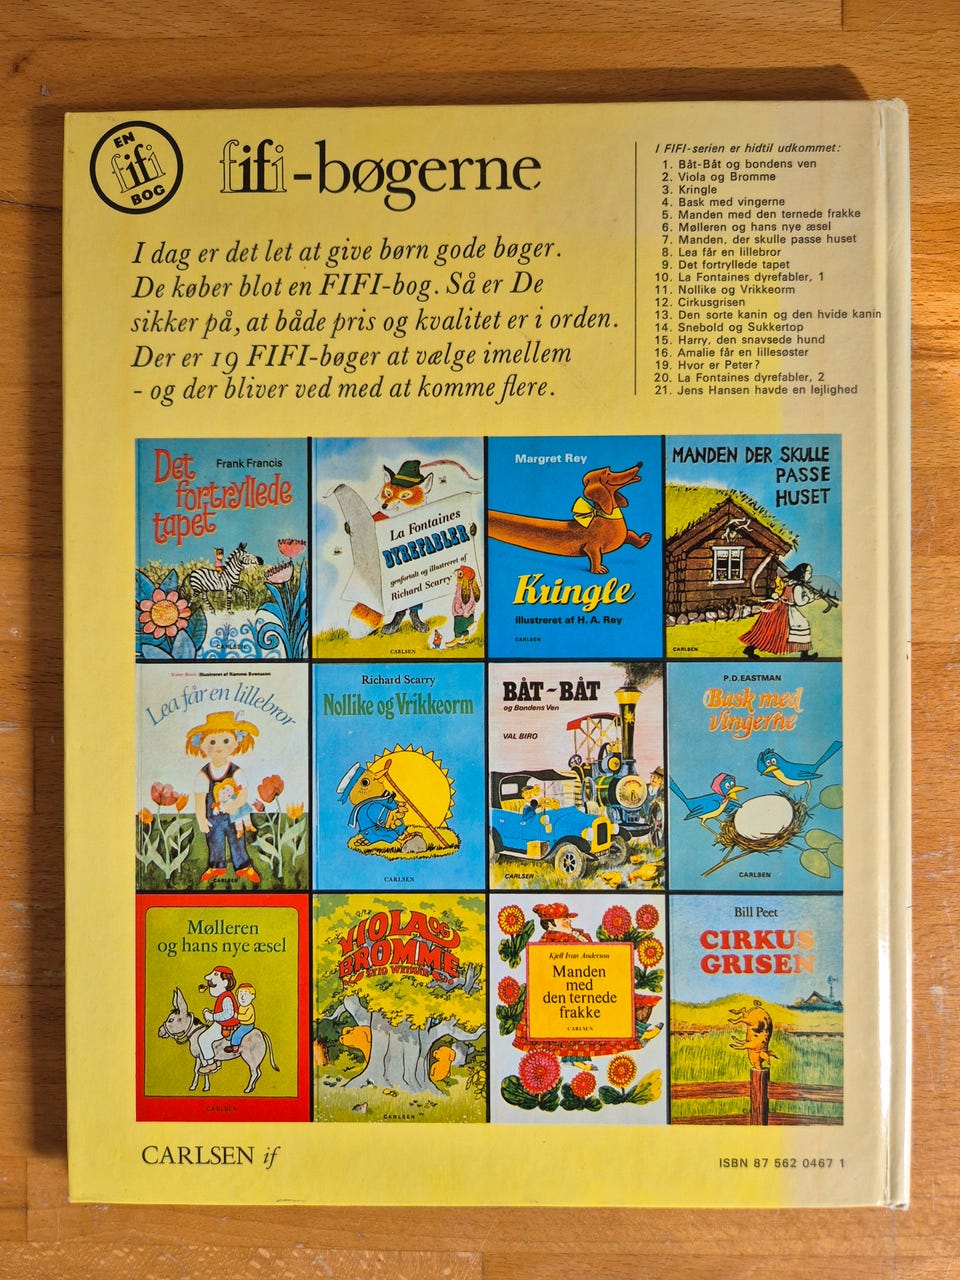 EN
fifi
BOG
fifi-bøgerne
I dag er det let at give børn gode bøger.
De køber blot en FIFI-bog. Så er De
sikker på, at både pris og kvalitet er i orden.
Der er 19 FIFI-bøger at vælge imellem
- og der bliver ved med at komme flere.
I FIFI-serien er hidtil udkommet:
1. Båt-Båt og bondens ven
2. Viola og Bromme
3. Kringle
4. Bask med vingerne
5. Manden med den ternede frakke
6. Mølleren og hans nye æsel
7. Manden, der skulle passe huset
8. Lea får en lillebror
9. Det fortryllede tapet
10. La Fontaines dyrefabler, 1
11. Nollike og Vrikkeorm
12. Cirkusgrisen
13. Den sorte kanin og den hvide kanin
14. Snebold og Sukkertop
15. Harry, den snavsede hund
16. Amalie får en lillesøster
19. Hvor er Peter?
20. La Fontaines dyrefabler, 2
21. Jens Hansen havde en lejlighed
Det
fortryllede
tapet
Frank Francis
CARLSEN
La Fontaines
DYREFABLER
genfortalt og illustreret af
Richard Scarry
CARLSEN
Margret Rey
Kringle
illustreret af H. A. Rey
CARLSEN
MANDEN DER SKULLE
PASSE
HUSET
CARLSEN
Illustreret af Kamma Svensson
Lea får en lillebror
CARLSEN
Richard Scarry
Nollike og Vrikkeorm
CARLSEN
BÅT-BÅT
og Bondens Ven
VAL BIRO
CARLSEN
P.D. EASTMAN
Bask med
vingerne
CARLSEN
Mølleren
og hans nye æsel
CARLSEN
VIOLA OG
BROMME
CARLSEN
Kjell Ivan Anderson
Manden
med
den ternede
frakke
CARLSEN
Bill Peet
CIRKUS
GRISEN
CARLSEN if
ISBN 87 562 0467 1